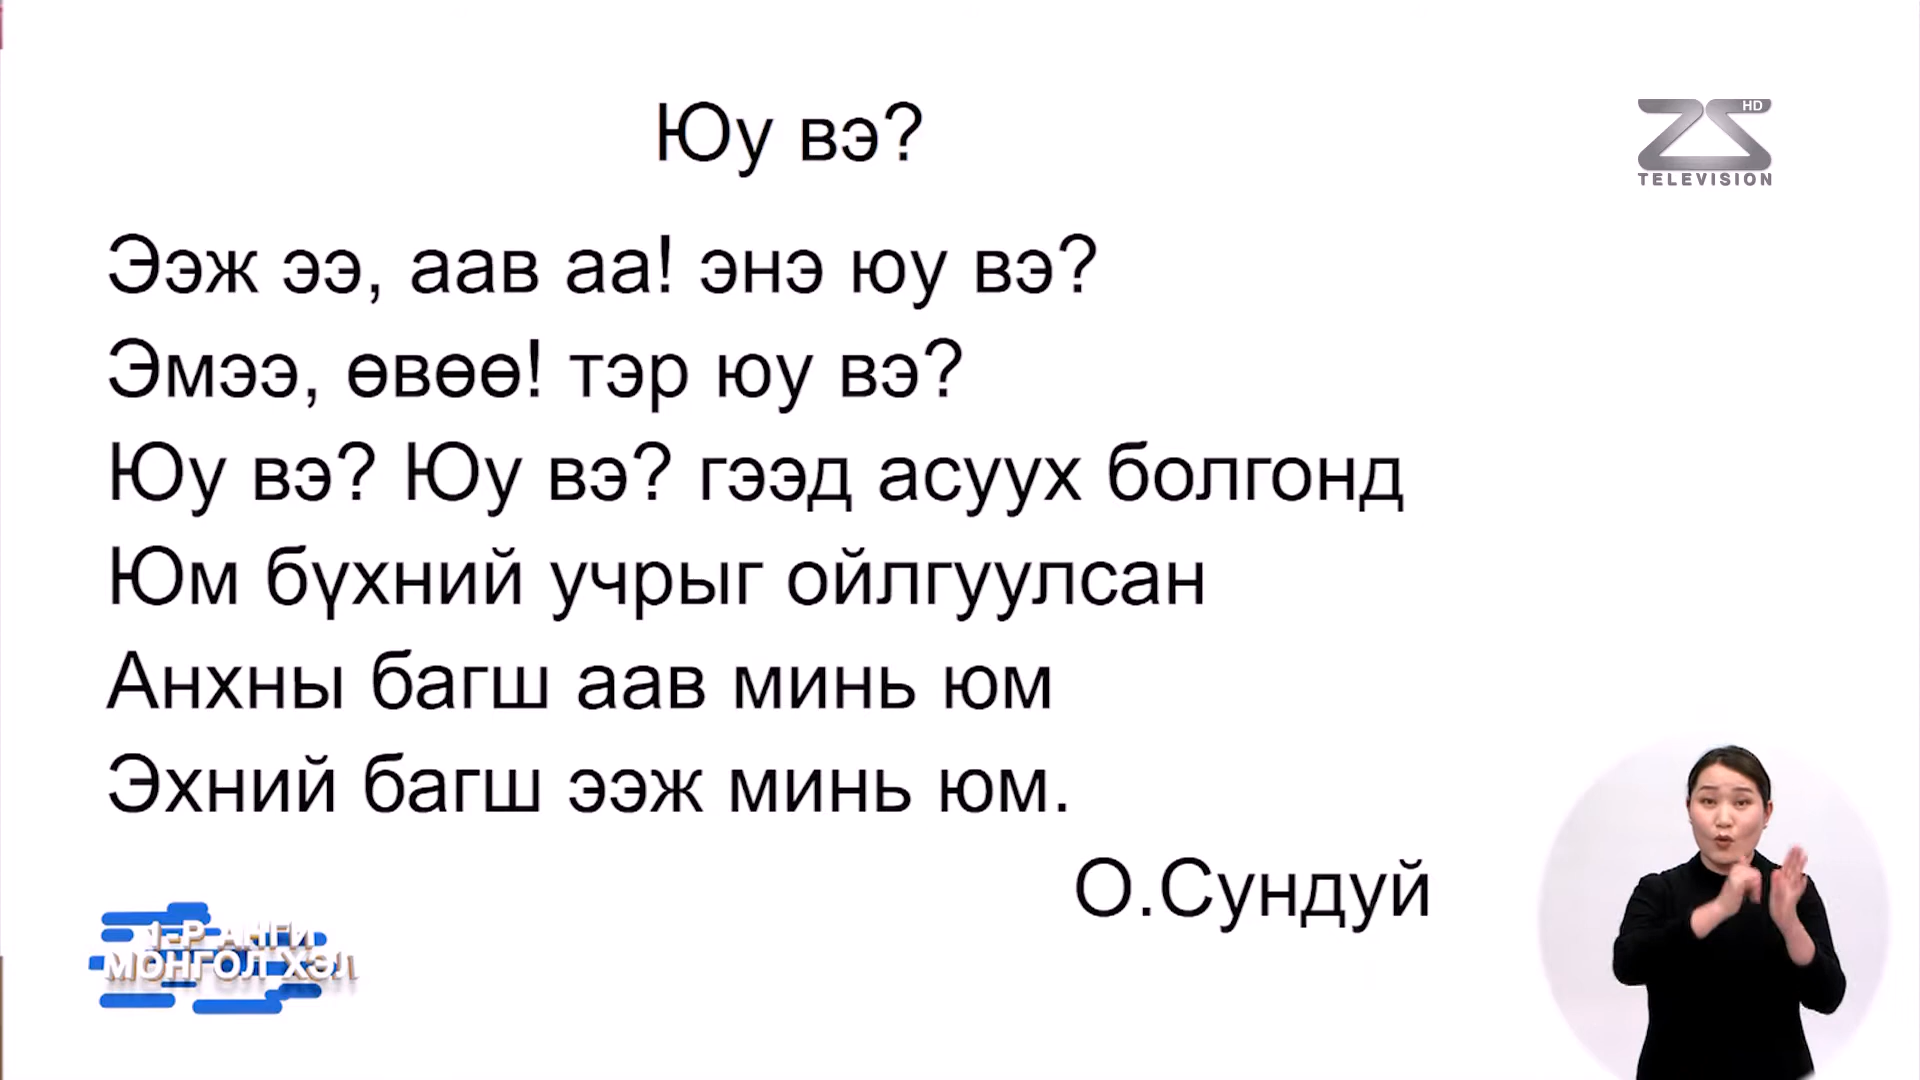 Юу вэ?
HD
TELEVISION
Ээж ээ, аав аа! энэ юу вэ?
Эмээ, өвөө! тэр юу вэ?
Юу вэ? Юу вэ? гээд асуух болгонд
Юм бүхний учрыг ойлгуулсан
Анхны багш аав минь юм
Эхний багш ээж минь юм.
О.Сундуй
1-Р АНГИ
МОНГОЛ ХЭЛ